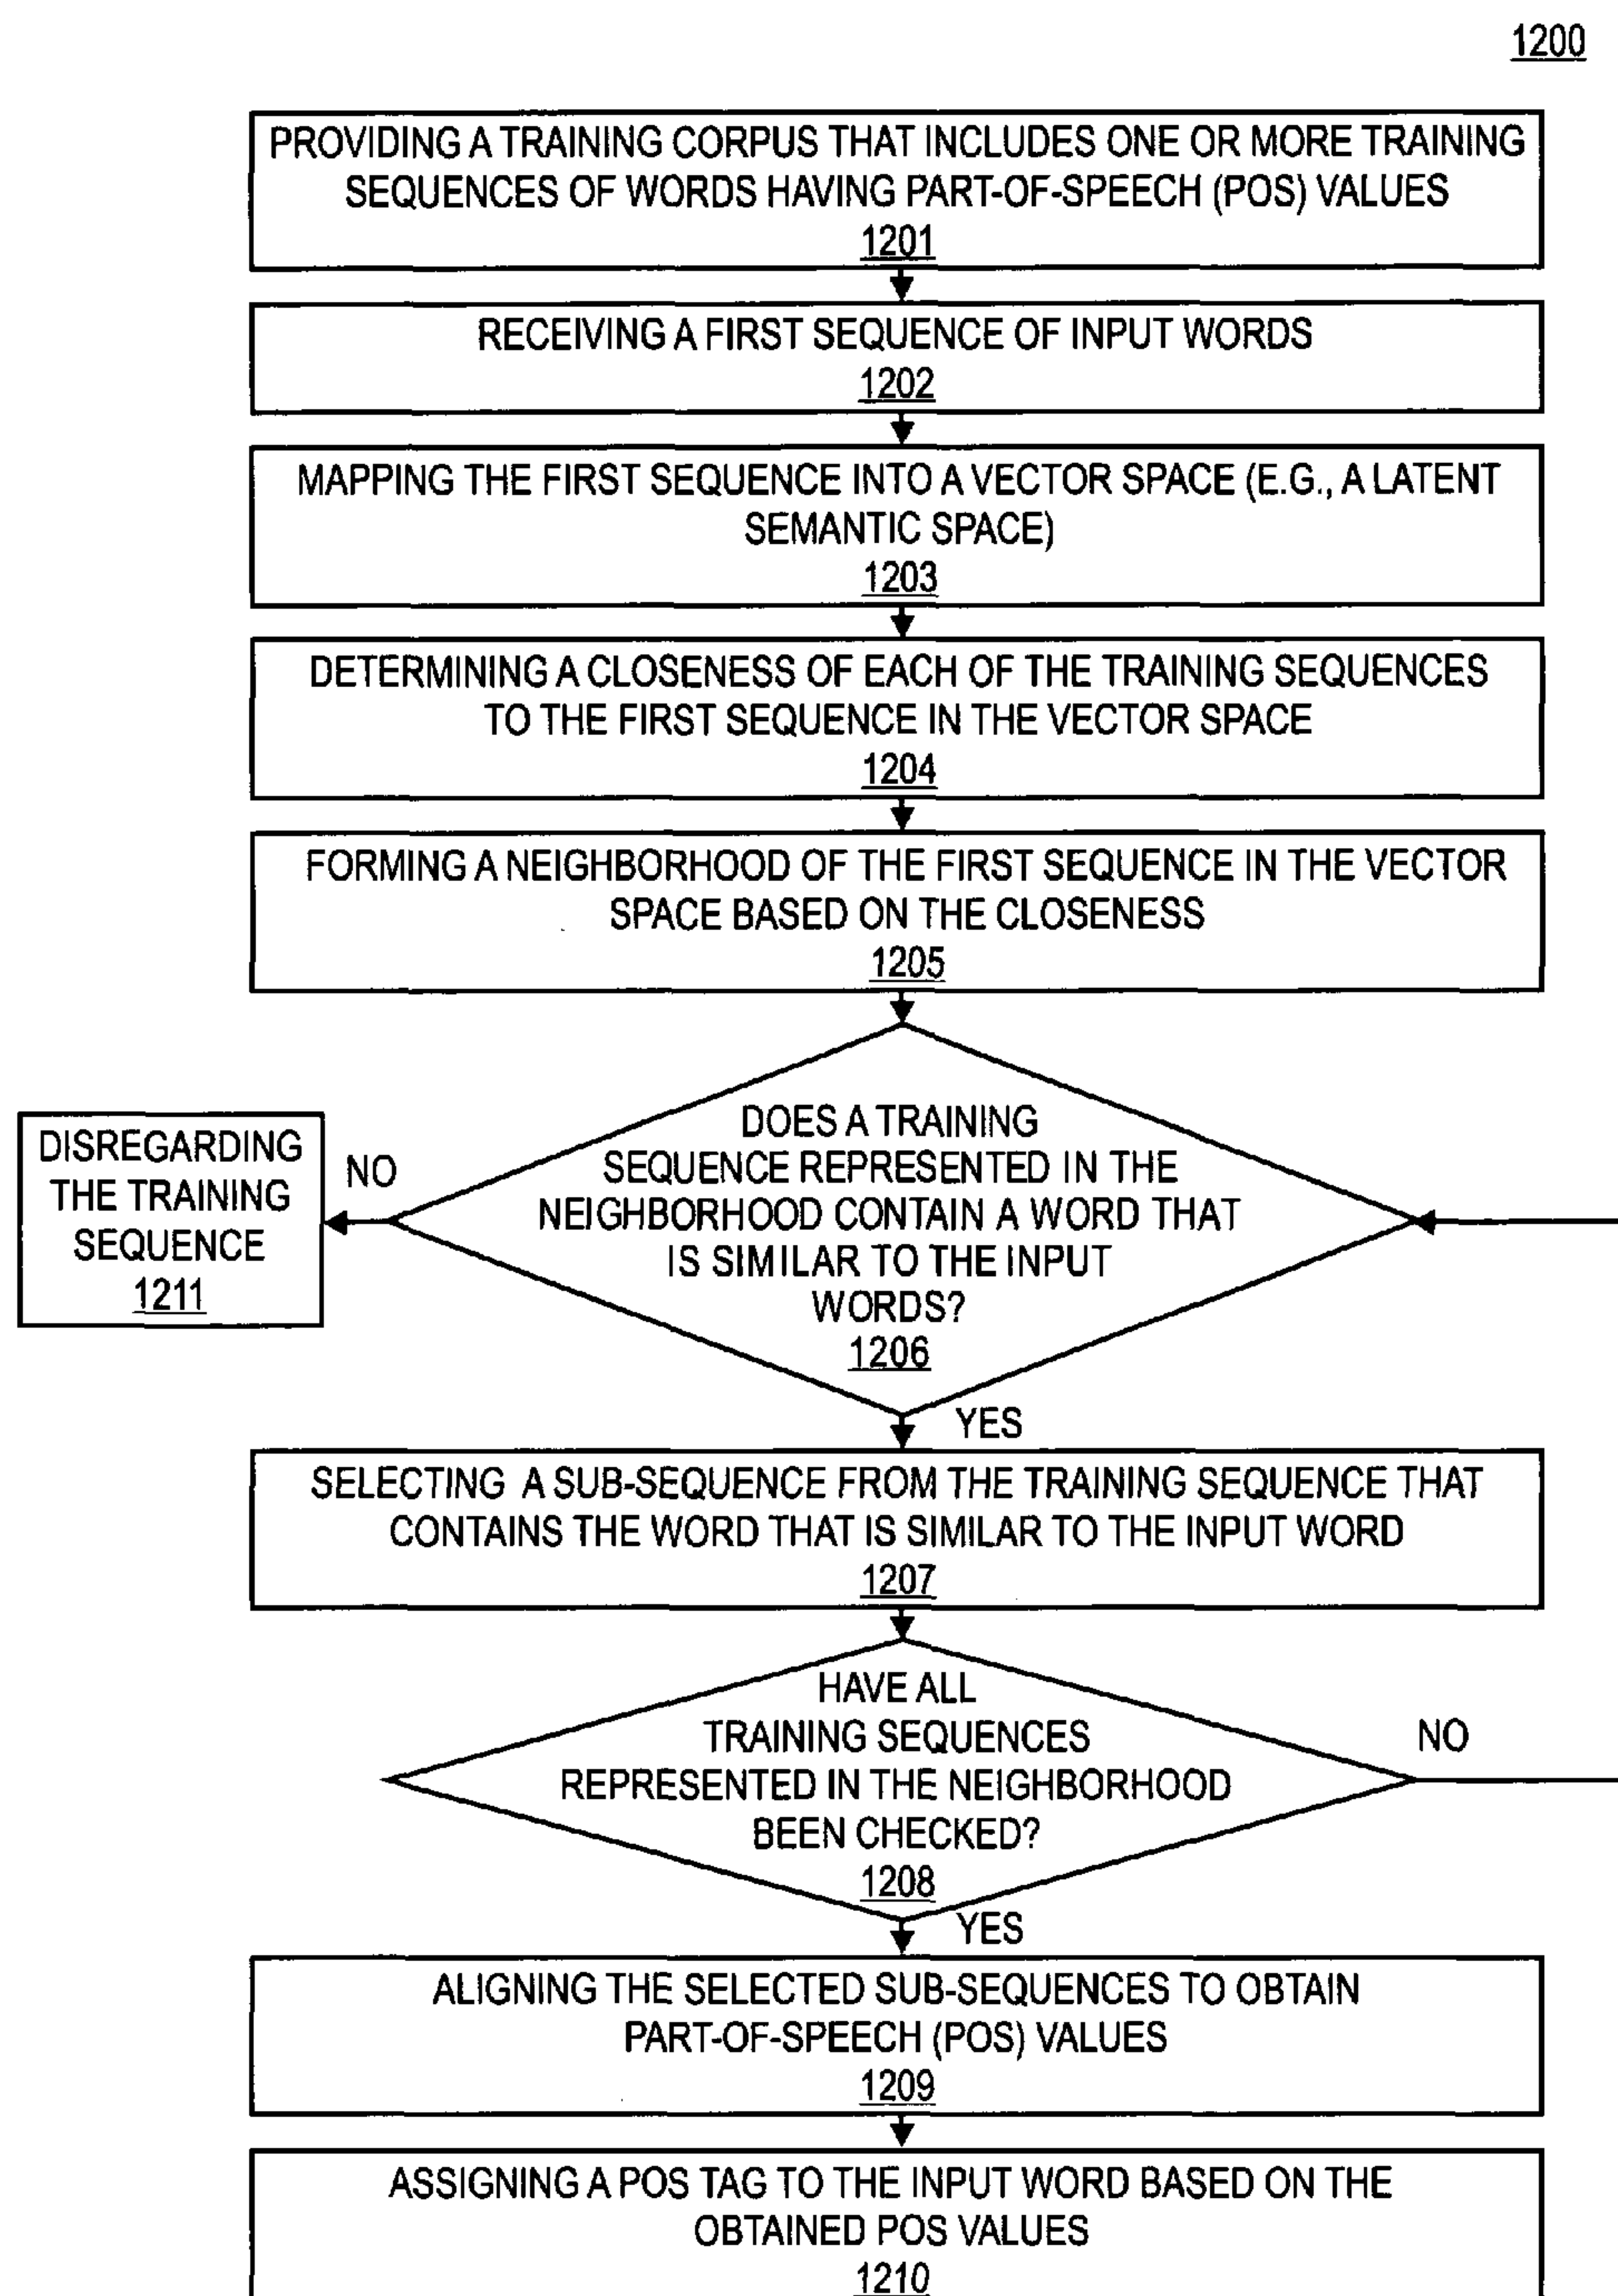 1200
PROVIDING A TRAINING CORPUS THAT INCLUDES ONE OR MORE TRAINING
SEQUENCES OF WORDS HAVING PART-OF-SPEECH (POS) VALUES
1201
RECEIVING A FIRST SEQUENCE OF INPUT WORDS
1202
MAPPING THE FIRST SEQUENCE INTO A VECTOR SPACE (E.G., A LATENT
SEMANTIC SPACE)
1203
DETERMINING A CLOSENESS OF EACH OF THE TRAINING SEQUENCES
TO THE FIRST SEQUENCE IN THE VECTOR SPACE
1204
FORMING A NEIGHBORHOOD OF THE FIRST SEQUENCE IN THE VECTOR
SPACE BASED ON THE CLOSENESS
1205
DOES A TRAINING
SEQUENCE REPRESENTED IN THE
NEIGHBORHOOD CONTAIN A WORD THAT
IS SIMILAR TO THE INPUT
WORDS?
1206
NO
DISREGARDING
THE TRAINING
SEQUENCE
1211
YES
SELECTING A SUB-SEQUENCE FROM THE TRAINING SEQUENCE THAT
CONTAINS THE WORD THAT IS SIMILAR TO THE INPUT WORD
1207
HAVE ALL
TRAINING SEQUENCES
REPRESENTED IN THE NEIGHBORHOOD
BEEN CHECKED?
1208
NO
YES
ALIGNING THE SELECTED SUB-SEQUENCES TO OBTAIN
PART-OF-SPEECH (POS) VALUES
1209
ASSIGNING A POS TAG TO THE INPUT WORD BASED ON THE
OBTAINED POS VALUES
1210